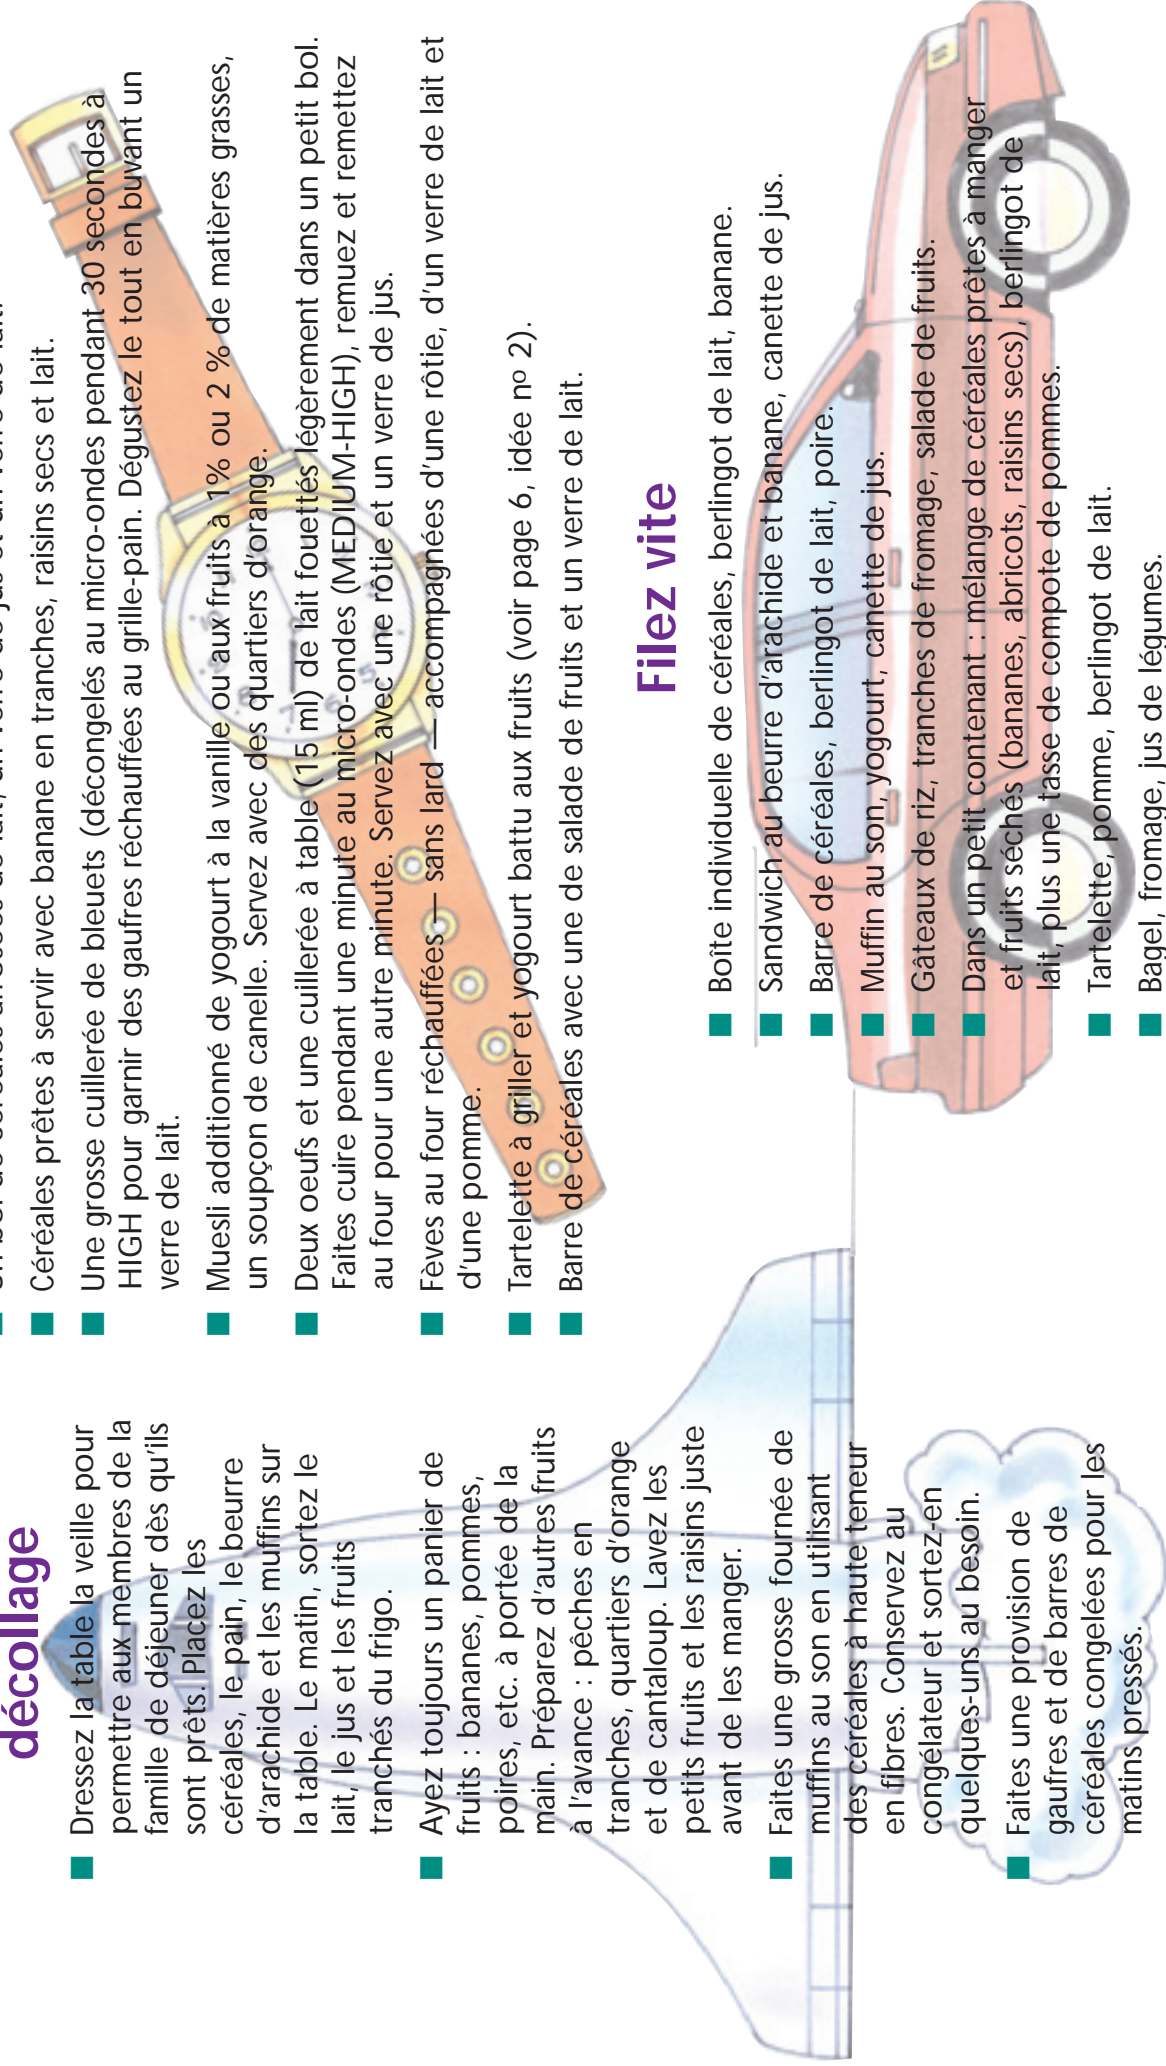 décollage
Dressez la table la veille pour
permettre aux membres de la
famille de déjeuner dès qu'ils
sont prêts. Placez les
céréales, le pain, le beurre
d'arachide et les muffins sur
la table. Le matin, sortez le
lait, le jus et les fruits
tranchés du frigo.
Ayez toujours un panier de
fruits : bananes, pommes,
poires, etc. à portée de la
main. Préparez d'autres fruits
à l'avance : pêches en
tranches, quartiers d'orange
et de cantaloup. Lavez les
petits fruits et les raisins juste
avant de les manger.
Faites une grosse fournée de
muffins au son en utilisant
des céréales à haute teneur
en fibres. Conservez au
congélateur et sortez-en
quelques-uns au besoin.
Faites une provision de
gaufres et de barres de
céréales congelées pour les
matins pressés.
Céréales prêtes à servir avec banane en tranches, raisins secs et lait.
Une grosse cuillerée de bleuets (décongelés au micro-ondes pendant 30 secondes à
HIGH pour garnir des gaufres réchauffées au grille-pain. Dégustez le tout en buvant un
verre de lait.
Muesli additionné de yogourt à la vanille ou aux fruits à 1% ou 2 % de matières grasses,
un soupçon de canelle. Servez avec des quartiers d'orange.
Deux oeufs et une cuillerée à table (15 ml) de lait fouettés légèrement dans un petit bol.
Faites cuire pendant une minute au micro-ondes (MEDIUM-HIGH), remuez et remettez
au four pour une autre minute. Servez avec une rôtie et un verre de jus.
Fèves au four réchauffées — sans lard — accompagnées d'une rôtie, d'un verre de lait et
d'une pomme.
Tartelette à griller et yogourt battu aux fruits (voir page 6, idée nº 2).
Barre de céréales avec une de salade de fruits et un verre de lait.
Filez vite
Boîte individuelle de céréales, berlingot de lait, banane.
Sandwich au beurre d'arachide et banane, canette de jus.
Barre de céréales, berlingot de lait, poire.
Muffin au son, yogourt, canette de jus.
Gâteaux de riz, tranches de fromage, salade de fruits.
Dans un petit contenant : mélange de céréales prêtes à manger
et fruits séchés (bananes, abricots, raisins secs), berlingot de
lait, plus une tasse de compote de pommes.
Tartelette, pomme, berlingot de lait.
Bagel, fromage, jus de légumes.